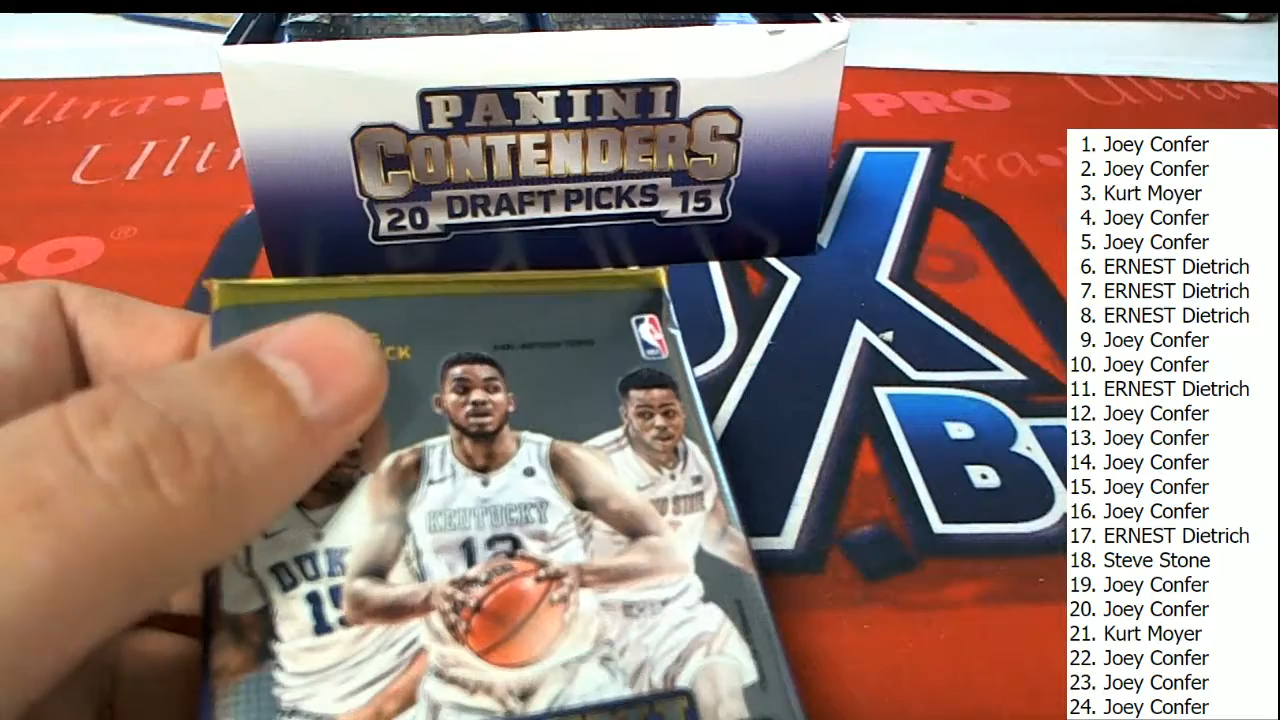 PANINI
CONTENDERS
20 DRAFT PICKS 15
Ultra•PRO
Ultra
PRO®
PRO
Ultra
CK
KENTUCKY
12
DUK
1. Joey Confer
2. Joey Confer
3. Kurt Moyer
4. Joey Confer
5. Joey Confer
6. ERNEST Dietrich
7. ERNEST Dietrich
8. ERNEST Dietrich
9. Joey Confer
10. Joey Confer
11. ERNEST Dietrich
12. Joey Confer
13. Joey Confer
14. Joey Confer
15. Joey Confer
16. Joey Confer
17. ERNEST Dietrich
18. Steve Stone
19. Joey Confer
20. Joey Confer
21. Kurt Moyer
22. Joey Confer
23. Joey Confer
24. Joey Confer